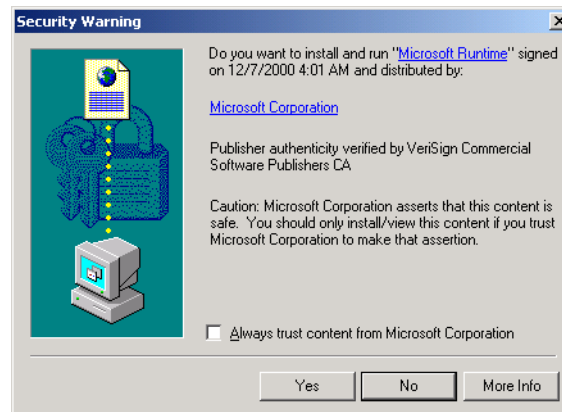 Security Warning
Do you want to install and run "Microsoft Runtime" signed
on 12/7/2000 4:01 AM and distributed by:
Microsoft Corporation
Publisher authenticity verified by VeriSign Commercial
Software Publishers CA
Caution: Microsoft Corporation asserts that this content is
safe. You should only install/view this content if you trust
Microsoft Corporation to make that assertion.
Always trust content from Microsoft Corporation
Yes
No
More Info